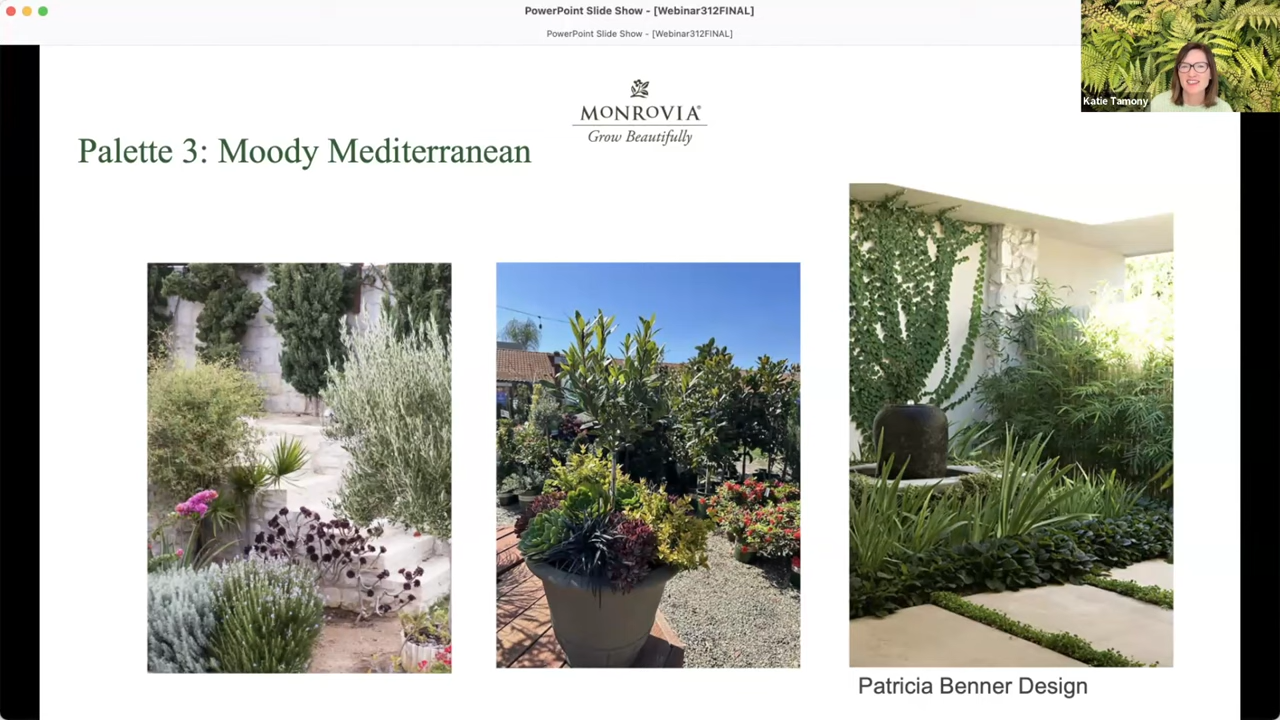 PowerPoint Slide Show - [Webinar312FINAL]
PowerPoint Slide Show - [Webinar312FINAL]
Katie Tamony
MONROVIA®
Grow Beautifully
Palette 3: Moody Mediterranean
Patricia Benner Design